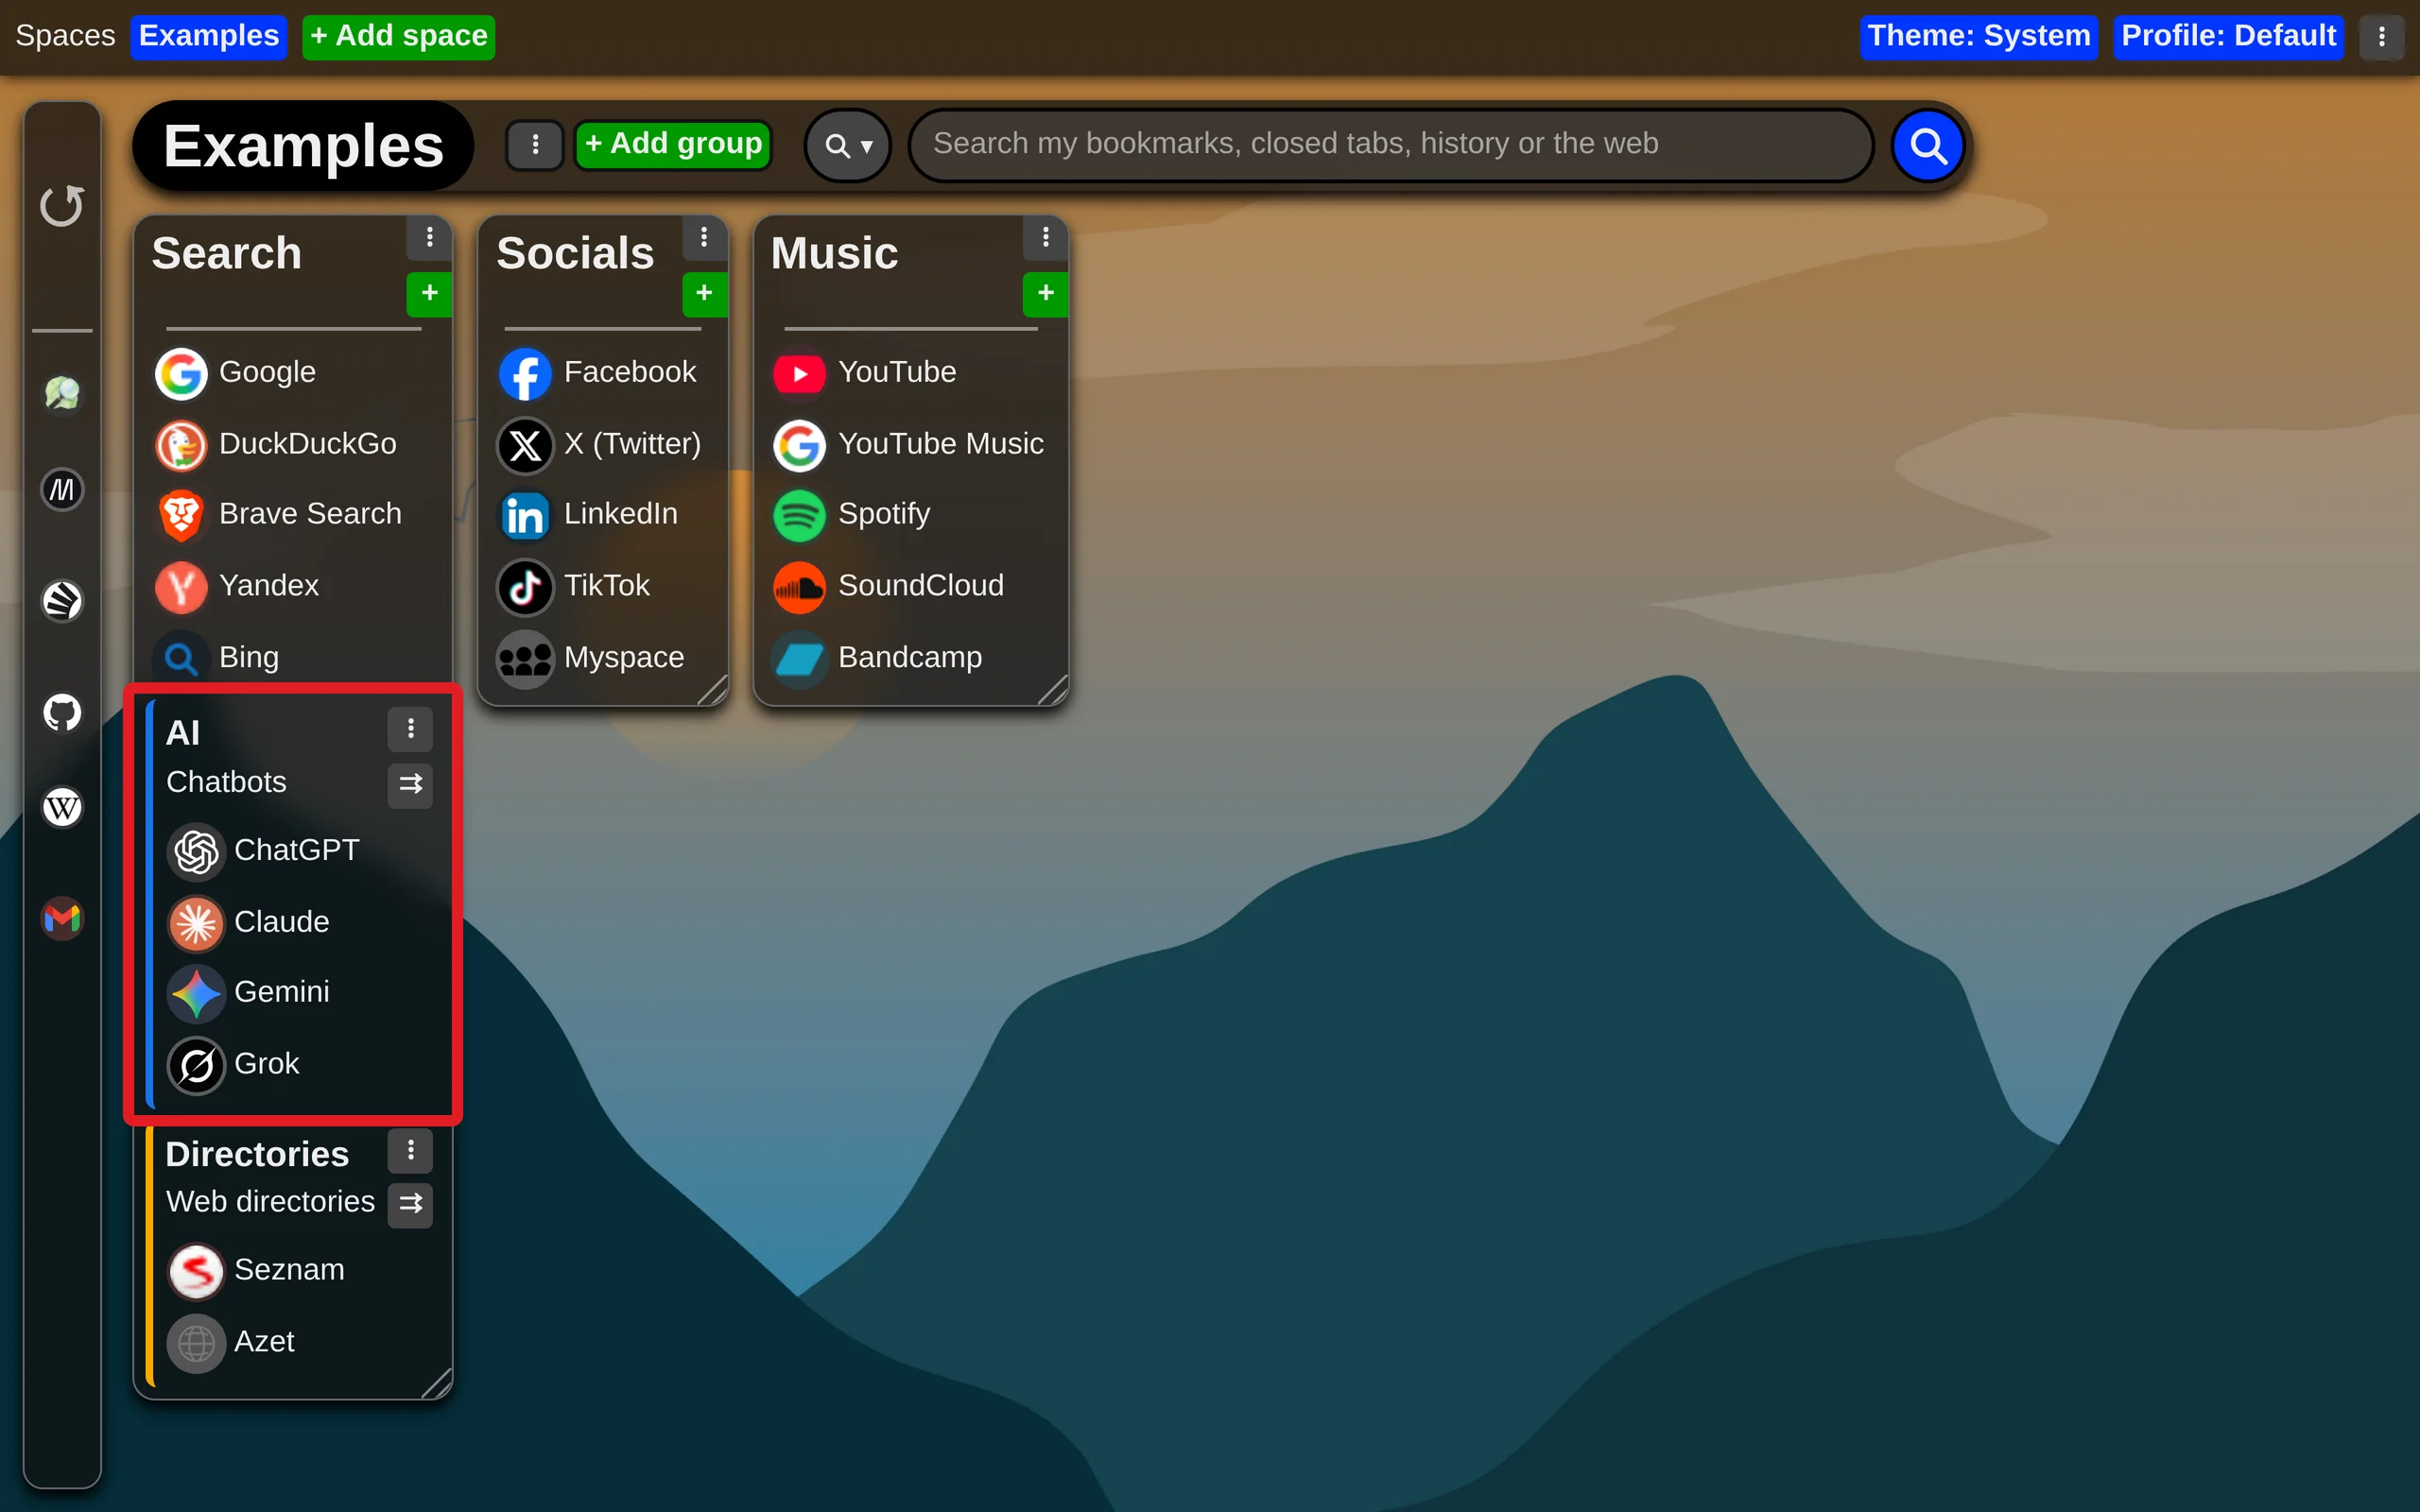 Spaces Examples + Add space Theme: System Profile: Default
Examples + Add group Search my bookmarks, closed tabs, history or the web
Search
+
Google
DuckDuckGo
Brave Search
Yandex
Bing
AI
Chatbots
ChatGPT
Claude
Gemini
Grok
Directories
Web directories
Seznam
Azet
Socials
+
Facebook
X (Twitter)
LinkedIn
TikTok
Myspace
Music
+
YouTube
YouTube Music
Spotify
SoundCloud
Bandcamp